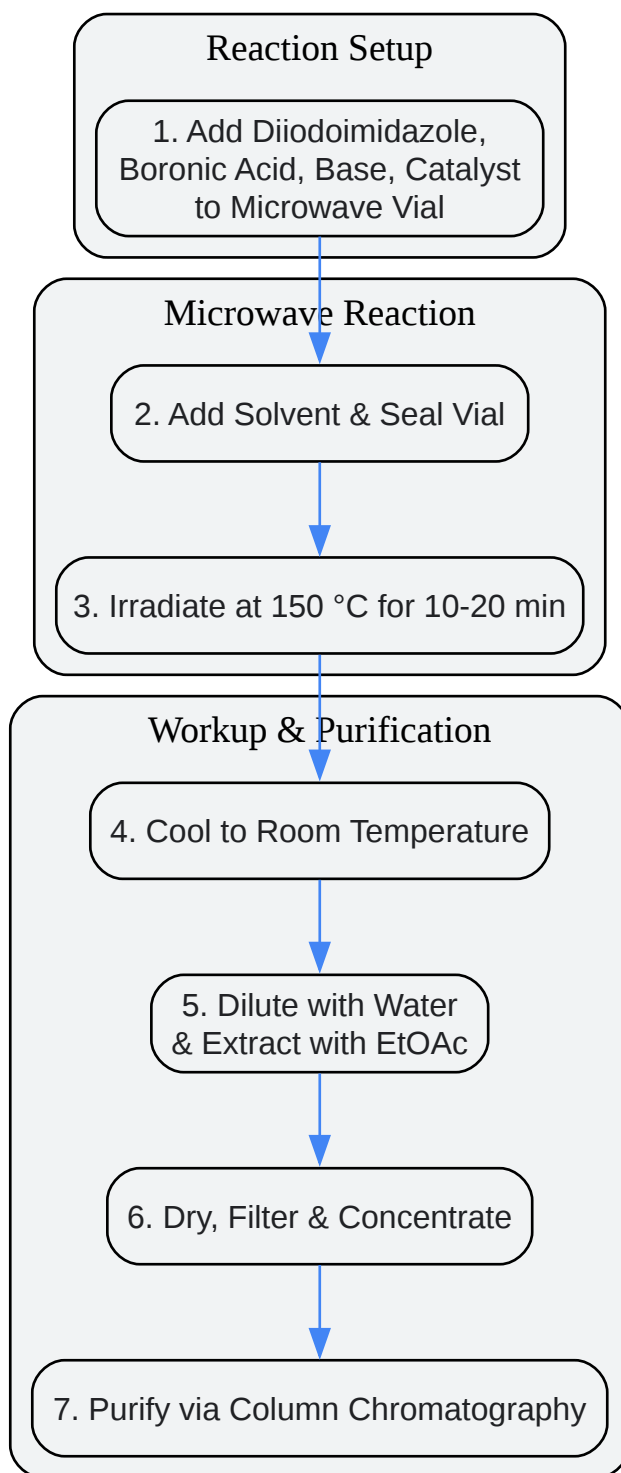 Reaction Setup
1. Add Diiodoimidazole,
Boronic Acid, Base, Catalyst
to Microwave Vial
Microwave Reaction
2. Add Solvent & Seal Vial
3. Irradiate at 150 °C for 10-20 min
Workup & Purification
4. Cool to Room Temperature
5. Dilute with Water
& Extract with EtOAc
6. Dry, Filter & Concentrate
7. Purify via Column Chromatography